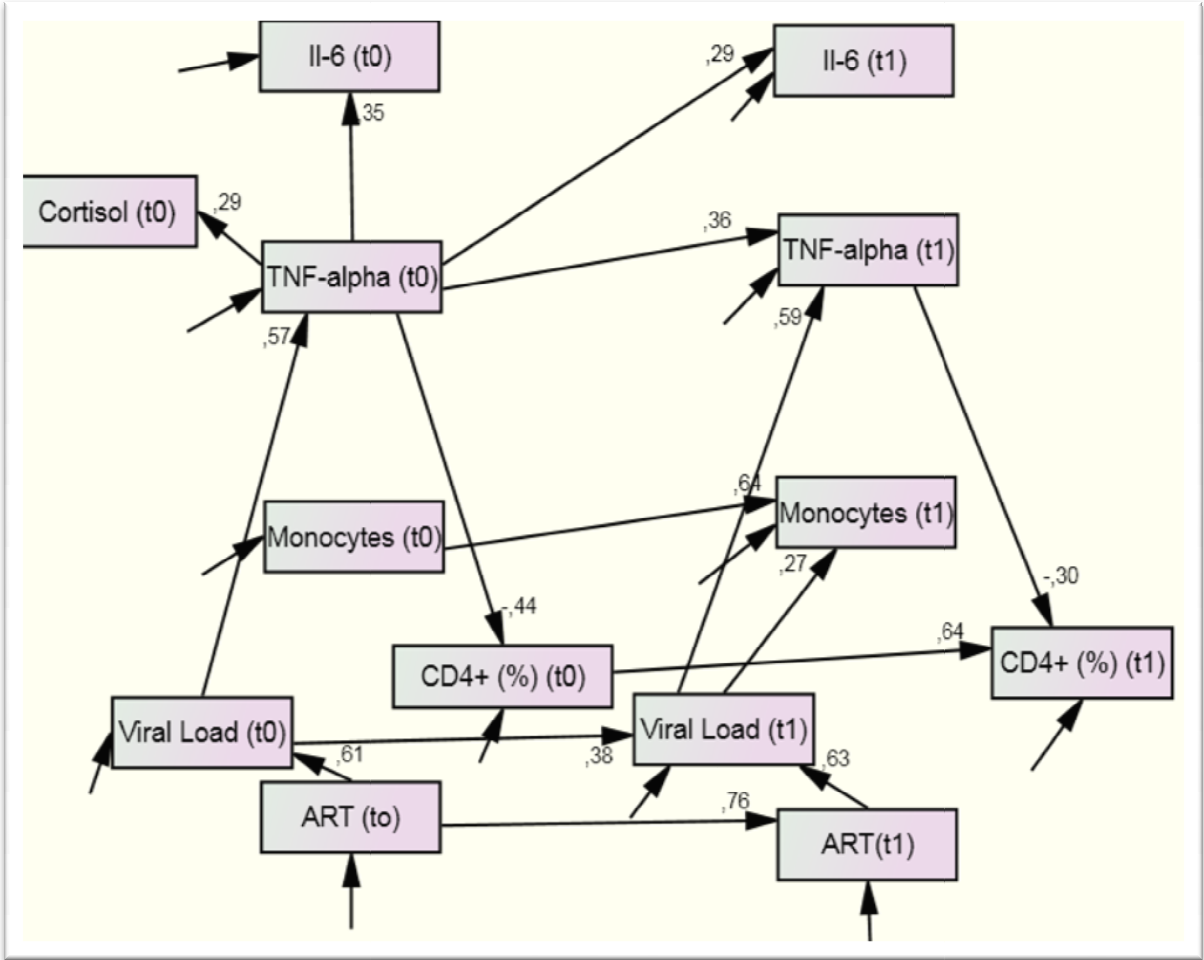 Il-6 (t0)
,29
Il-6 (t1)
,35
Cortisol (t0)
,29
,36
TNF-alpha (t0)
TNF-alpha (t1)
,57
,59
,64
Monocytes (t0)
Monocytes (t1)
,27
-,30
-,44
,64
CD4+ (%) (t0)
CD4+ (%) (t1)
Viral Load (t0)
Viral Load (t1)
,61
,38
,63
ART (to)
,76
ART(t1)